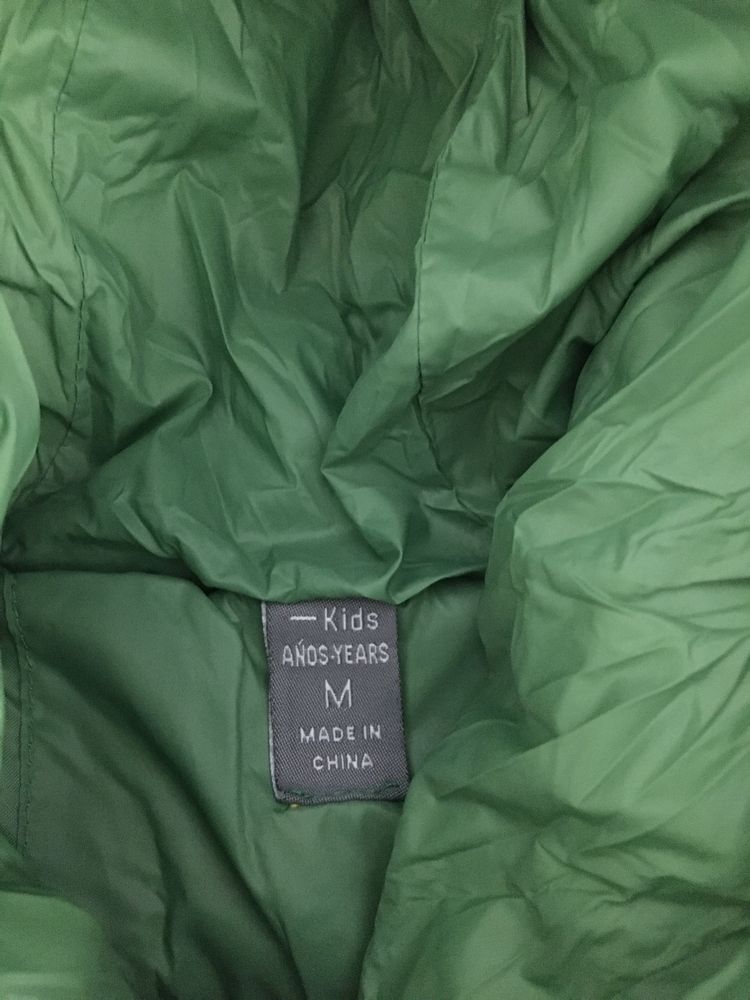 — Kids
AÑOS-YEARS
M
MADE IN
CHINA